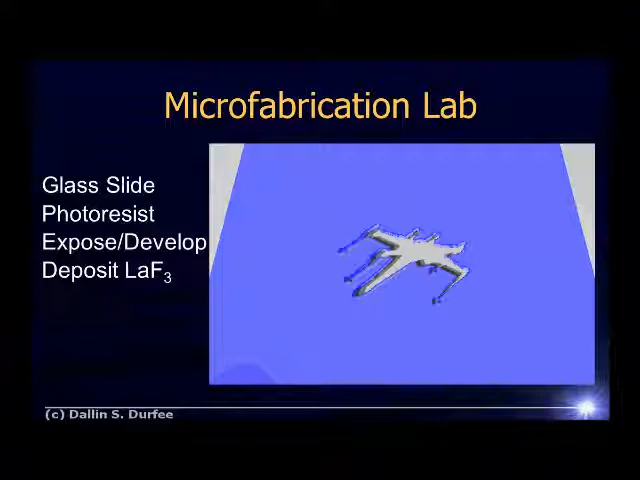 Microfabrication Lab
Glass Slide
Photoresist
Expose/Develop
Deposit LaF₃
(c) Dallin S. Durfee